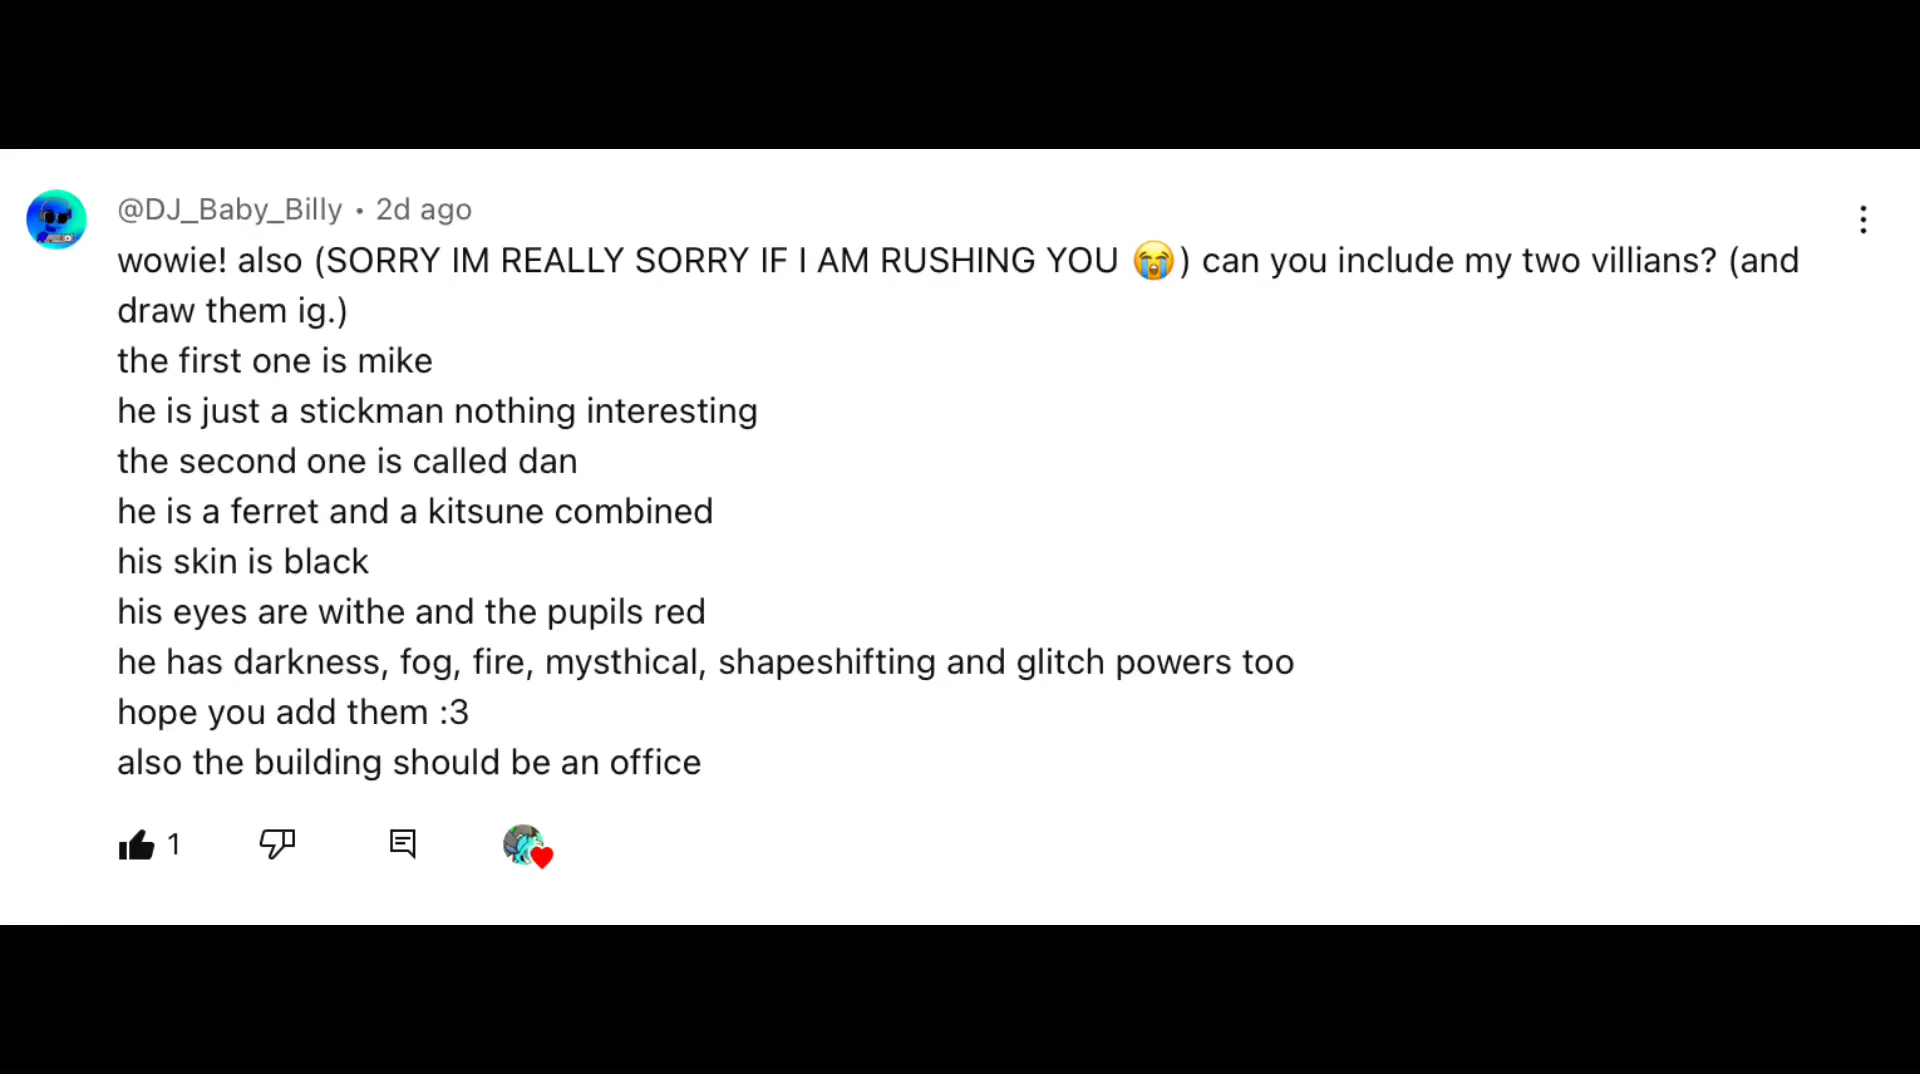 @DJ_Baby_Billy • 2d ago
wowie! also (SORRY IM REALLY SORRY IF I AM RUSHING YOU 😭) can you include my two villians? (and
draw them ig.)
the first one is mike
he is just a stickman nothing interesting
the second one is called dan
he is a ferret and a kitsune combined
his skin is black
his eyes are withe and the pupils red
he has darkness, fog, fire, mysthical, shapeshifting and glitch powers too
hope you add them :3
also the building should be an office
1